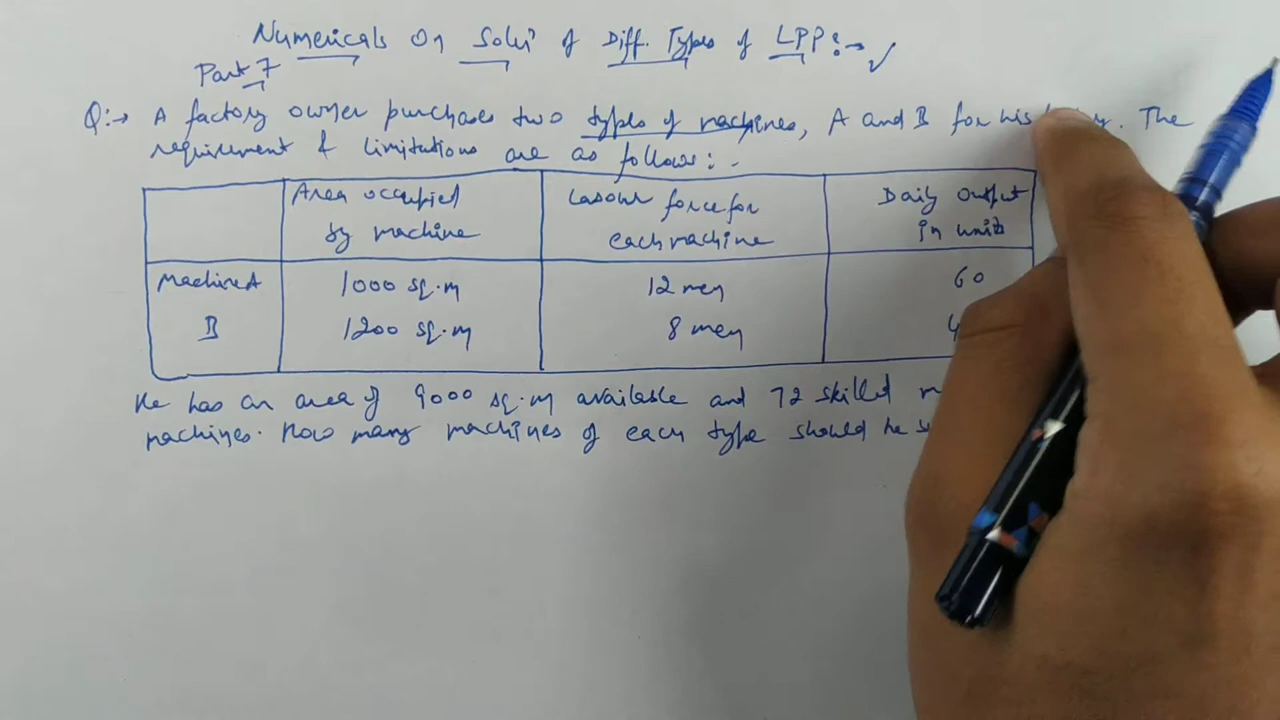 Numericals On Soluⁿ of Diff. Types of LPP:→ ✓
Part 7
Q:→ A factory owner purchases two types of machines, A and B for his The
requirement & limitations are as follows:-
Area occupied by machine
Labour force for each machine
Daily output in units
Machine A 1000 sq.m 12 men 60
B 1200 sq.m 8 men 4
He has an area of 9000 sq.m available and 72 skilled
machines. How many machines of each type should he